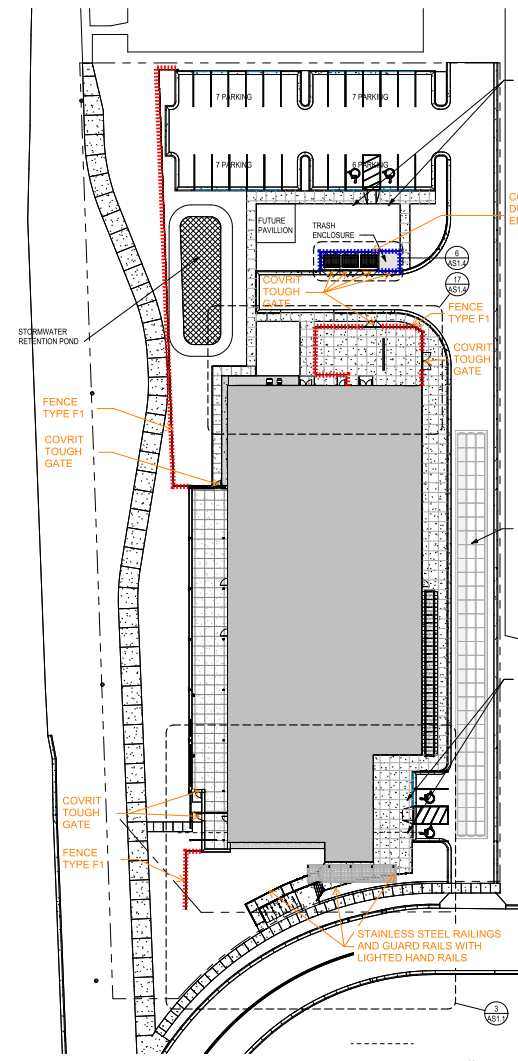 7 PARKING
7 PARKING
7 PARKING
6 PARKING
FUTURE
PAVILLION
TRASH
ENCLOSURE
6
AS1.4
17
AS1.4
COVRIT
TOUGH
GATE
FENCE
TYPE F1
STORMWATER
RETENTION POND
COVRIT
TOUGH
GATE
FENCE
TYPE F1
COVRIT
TOUGH
GATE
COVRIT
TOUGH
GATE
FENCE
TYPE F1
STAINLESS STEEL RAILINGS
AND GUARD RAILS WITH
LIGHTED HAND RAILS
3
AS1.1